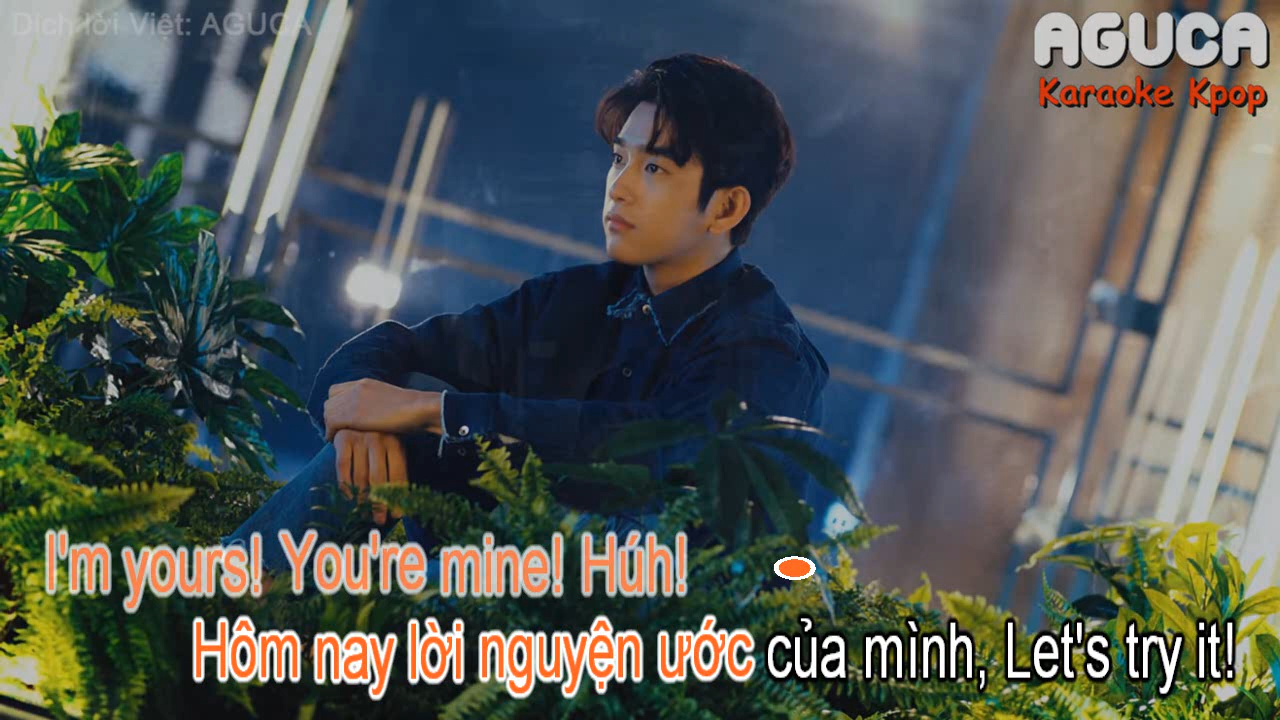 Dịch lời Việt: AGUCA
AGUCA
Karaoke Kpop
I'm yours! You're mine! Húh!
Hôm nay lời nguyện ước của mình, Let's try it!